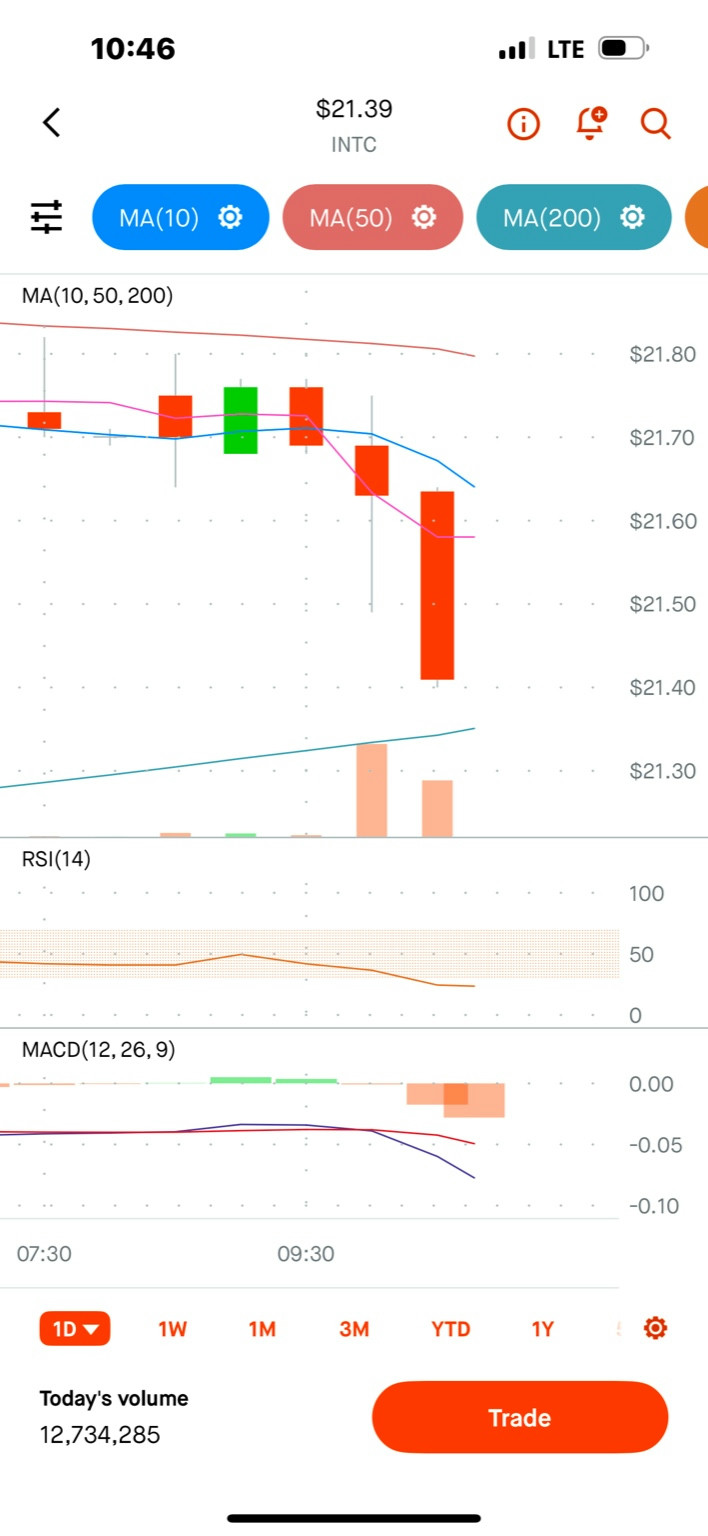 10:46 LTE
$21.39
INTC
MA(10) MA(50) MA(200)
MA(10, 50, 200)
$21.80
$21.70
$21.60
$21.50
$21.40
$21.30
RSI(14)
100
50
0
MACD(12, 26, 9)
0.00
-0.05
-0.10
07:30 09:30
1D 1W 1M 3M YTD 1Y
Today's volume
12,734,285
Trade